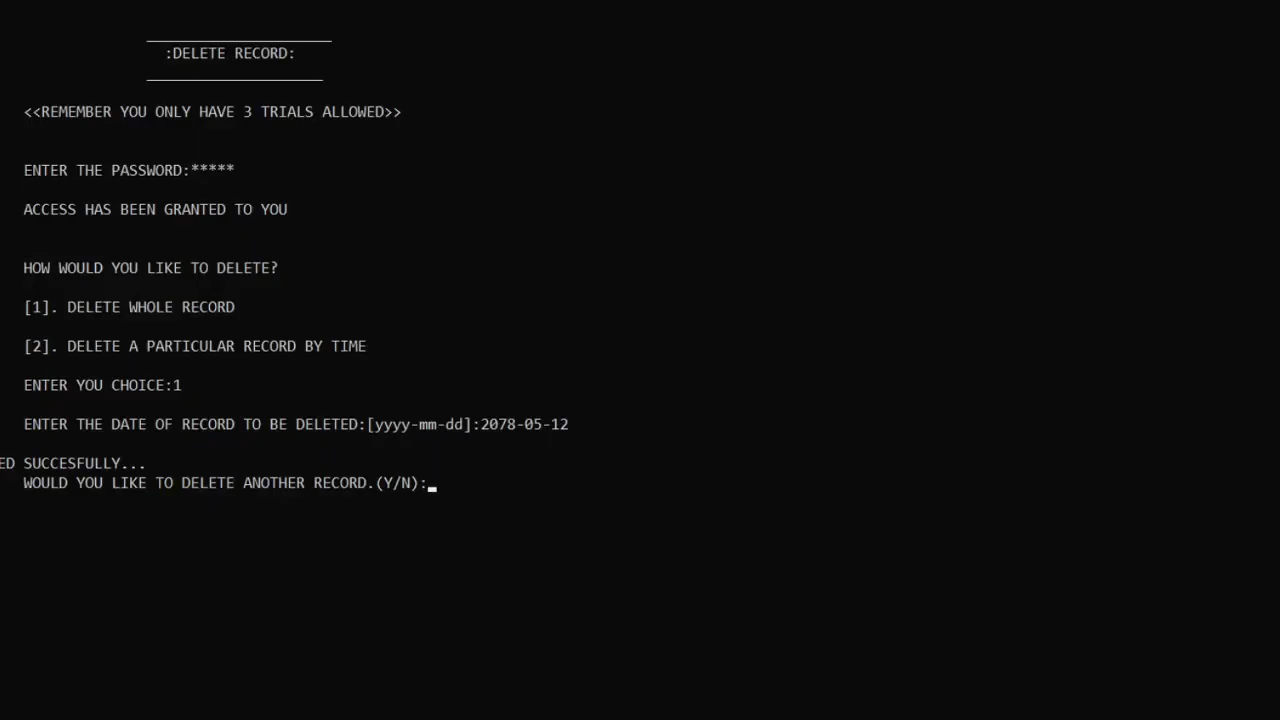 :DELETE RECORD:
<<REMEMBER YOU ONLY HAVE 3 TRIALS ALLOWED>>
ENTER THE PASSWORD:*****
ACCESS HAS BEEN GRANTED TO YOU
HOW WOULD YOU LIKE TO DELETE?
[1]. DELETE WHOLE RECORD
[2]. DELETE A PARTICULAR RECORD BY TIME
ENTER YOU CHOICE:1
ENTER THE DATE OF RECORD TO BE DELETED:[yyyy-mm-dd]:2078-05-12
ED SUCCESFULLY...
WOULD YOU LIKE TO DELETE ANOTHER RECORD.(Y/N):